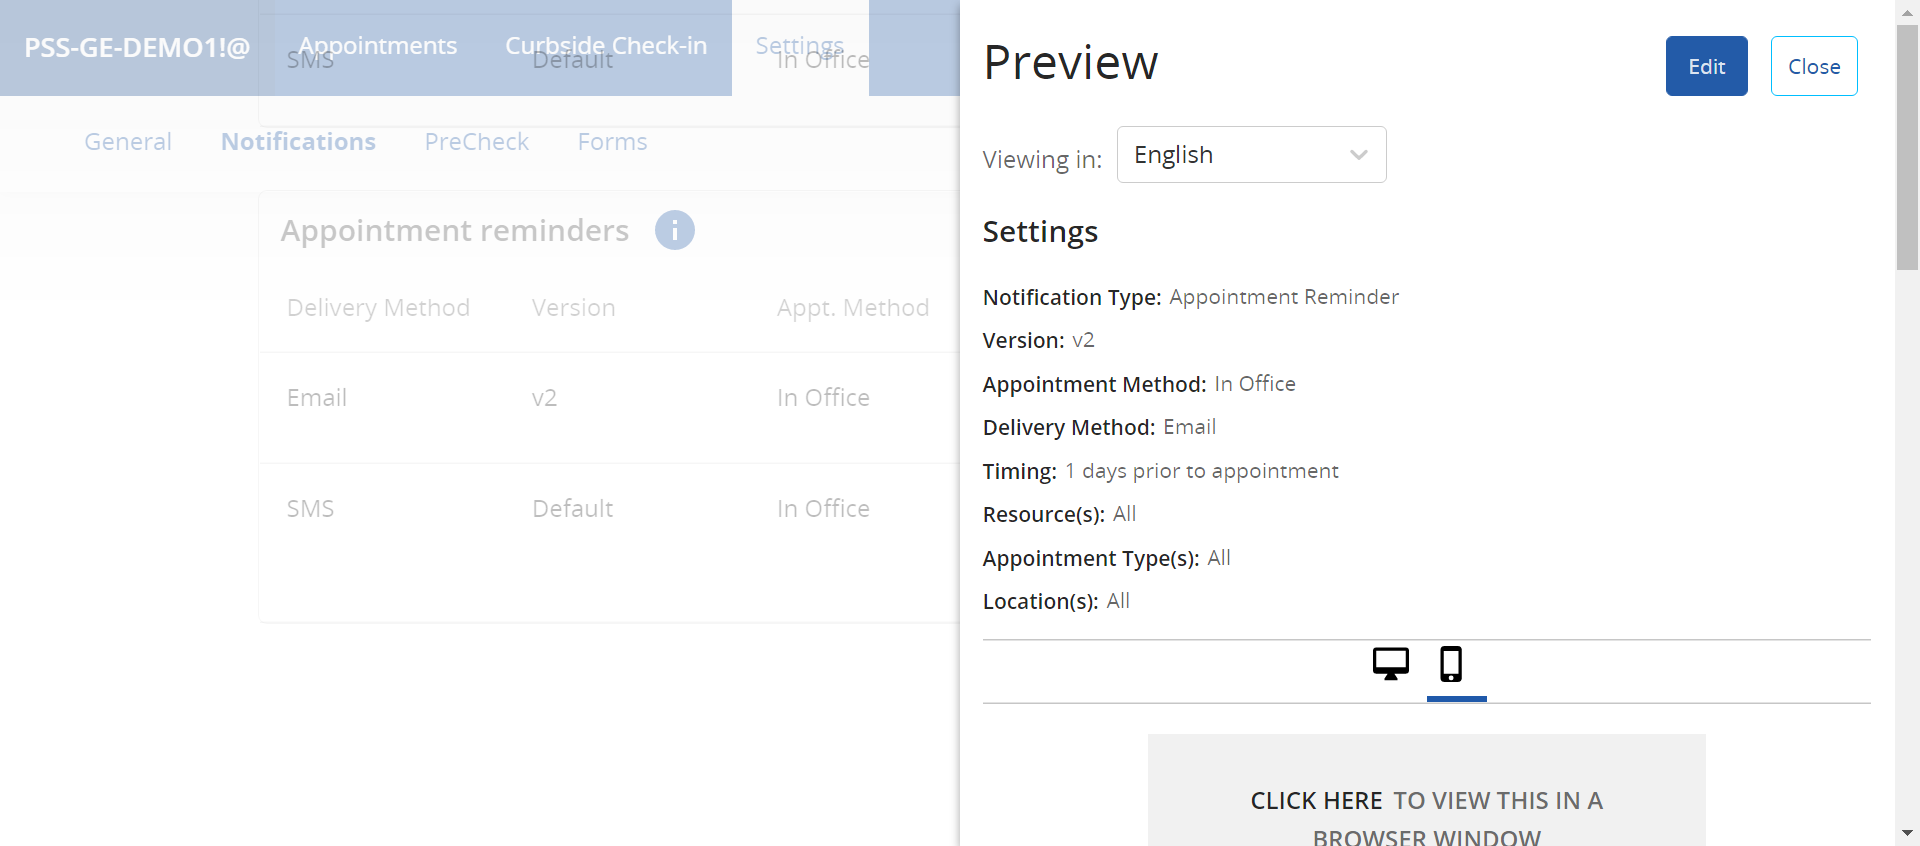 PSS-GE-DEMO1!@
Appointments
Curbside Check-in
Settings
SMS
Default
In Office
General
Notifications
PreCheck
Forms
Appointment reminders
Delivery Method
Version
Appt. Method
Email
v2
In Office
SMS
Default
In Office
Preview
Edit
Close
Viewing in:
English
Settings
Notification Type: Appointment Reminder
Version: v2
Appointment Method: In Office
Delivery Method: Email
Timing: 1 days prior to appointment
Resource(s): All
Appointment Type(s): All
Location(s): All
CLICK HERE TO VIEW THIS IN A
BROWSER WINDOW